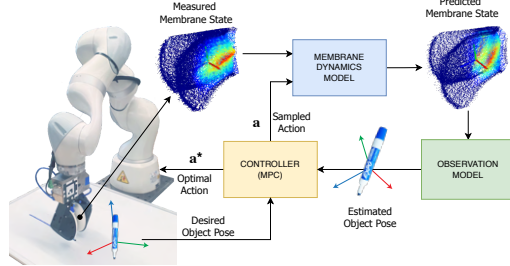 Measured
Membrane State
Predicted
Membrane State
MEMBRANE
DYNAMICS
MODEL
a
Sampled
Action
a*
Optimal
Action
CONTROLLER
(MPC)
OBSERVATION
MODEL
Desired
Object Pose
Estimated
Object Pose